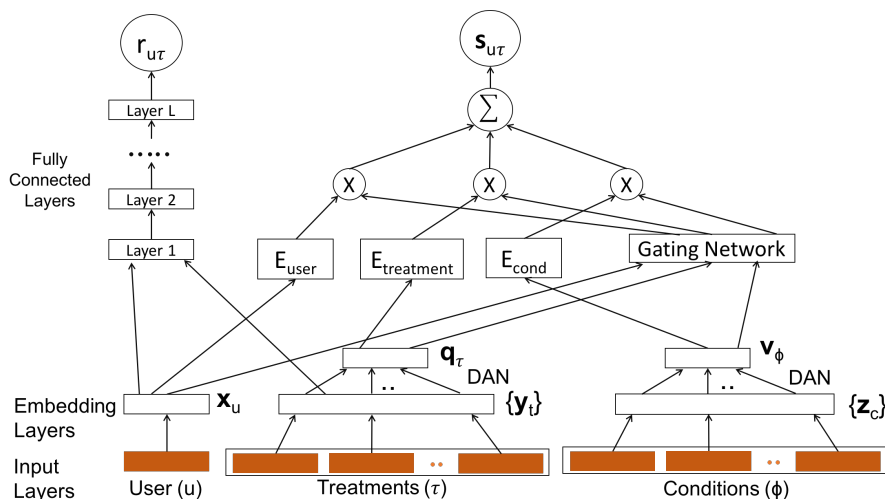 r_uτ
s_uτ
Layer L
∑
.....
Fully
Connected
Layers
X X X
Layer 2
Layer 1
E_user
E_treatment
E_cond
Gating Network
q_τ
v_ϕ
..
DAN
..
DAN
Embedding
Layers
x_u
{y_t}
{z_c}
Input
Layers
..
..
User (u)
Treatments (τ)
Conditions (ϕ)